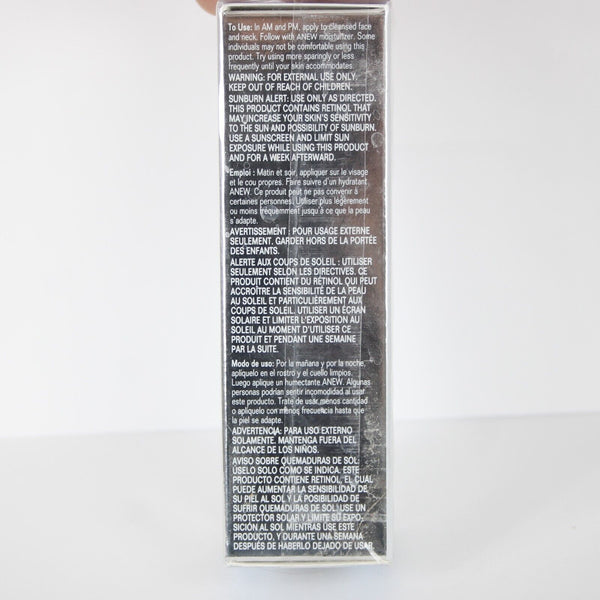 To Use: In AM and PM, apply to cleansed face
and neck. Follow with ANEW moisturizer. Some
individuals may not be comfortable using this
product. Try using more sparingly or less
frequently until your skin accommodates.
WARNING: FOR EXTERNAL USE ONLY.
KEEP OUT OF REACH OF CHILDREN.
SUNBURN ALERT: USE ONLY AS DIRECTED.
THIS PRODUCT CONTAINS RETINOL THAT
MAY INCREASE YOUR SKIN'S SENSITIVITY
TO THE SUN AND POSSIBILITY OF SUNBURN.
USE A SUNSCREEN AND LIMIT SUN
EXPOSURE WHILE USING THIS PRODUCT
AND FOR A WEEK AFTERWARD.
Emploi : Matin et soir, appliquer sur le visage
et le cou propres. Faire suivre d'un hydratant
ANEW. Ce produit peut ne pas convenir à
certaines personnes. Utiliser plus légèrement
ou moins fréquemment jusqu'à ce que la peau
s'adapte.
AVERTISSEMENT : POUR USAGE EXTERNE
SEULEMENT. GARDER HORS DE LA PORTÉE
DES ENFANTS.
ALERTE AUX COUPS DE SOLEIL : UTILISER
SEULEMENT SELON LES DIRECTIVES. CE
PRODUIT CONTIENT DU RÉTINOL QUI PEUT
ACCROÎTRE LA SENSIBILITÉ DE LA PEAU
AU SOLEIL ET PARTICULIÈREMENT AUX
COUPS DE SOLEIL. UTILISER UN ÉCRAN
SOLAIRE ET LIMITER L'EXPOSITION AU
SOLEIL AU MOMENT D'UTILISER CE
PRODUIT ET PENDANT UNE SEMAINE
PAR LA SUITE.
Modo de uso: Por la mañana y por la noche,
aplíquelo en el rostro y el cuello limpios.
Luego aplique un humectante ANEW. Algunas
personas podrían sentir incomodidad al usar
este producto. Trate de usar menos cantidad
o aplíquelo con menos frecuencia hasta que
la piel se adapte.
ADVERTENCIA: PARA USO EXTERNO
SOLAMENTE. MANTENGA FUERA DEL
ALCANCE DE LOS NIÑOS.
AVISO SOBRE QUEMADURAS DE SOL:
ÚSELO SOLO COMO SE INDICA. ESTE
PRODUCTO CONTIENE RETINOL, EL CUAL
PUEDE AUMENTAR LA SENSIBILIDAD DE
SU PIEL AL SOL Y LA POSIBILIDAD DE
SUFRIR QUEMADURAS DE SOL. USE UN
PROTECTOR SOLAR Y LIMITE SU EXPO-
SICIÓN AL SOL MIENTRAS USE ESTE
PRODUCTO, Y DURANTE UNA SEMANA
DESPUÉS DE HABERLO DEJADO DE USAR.